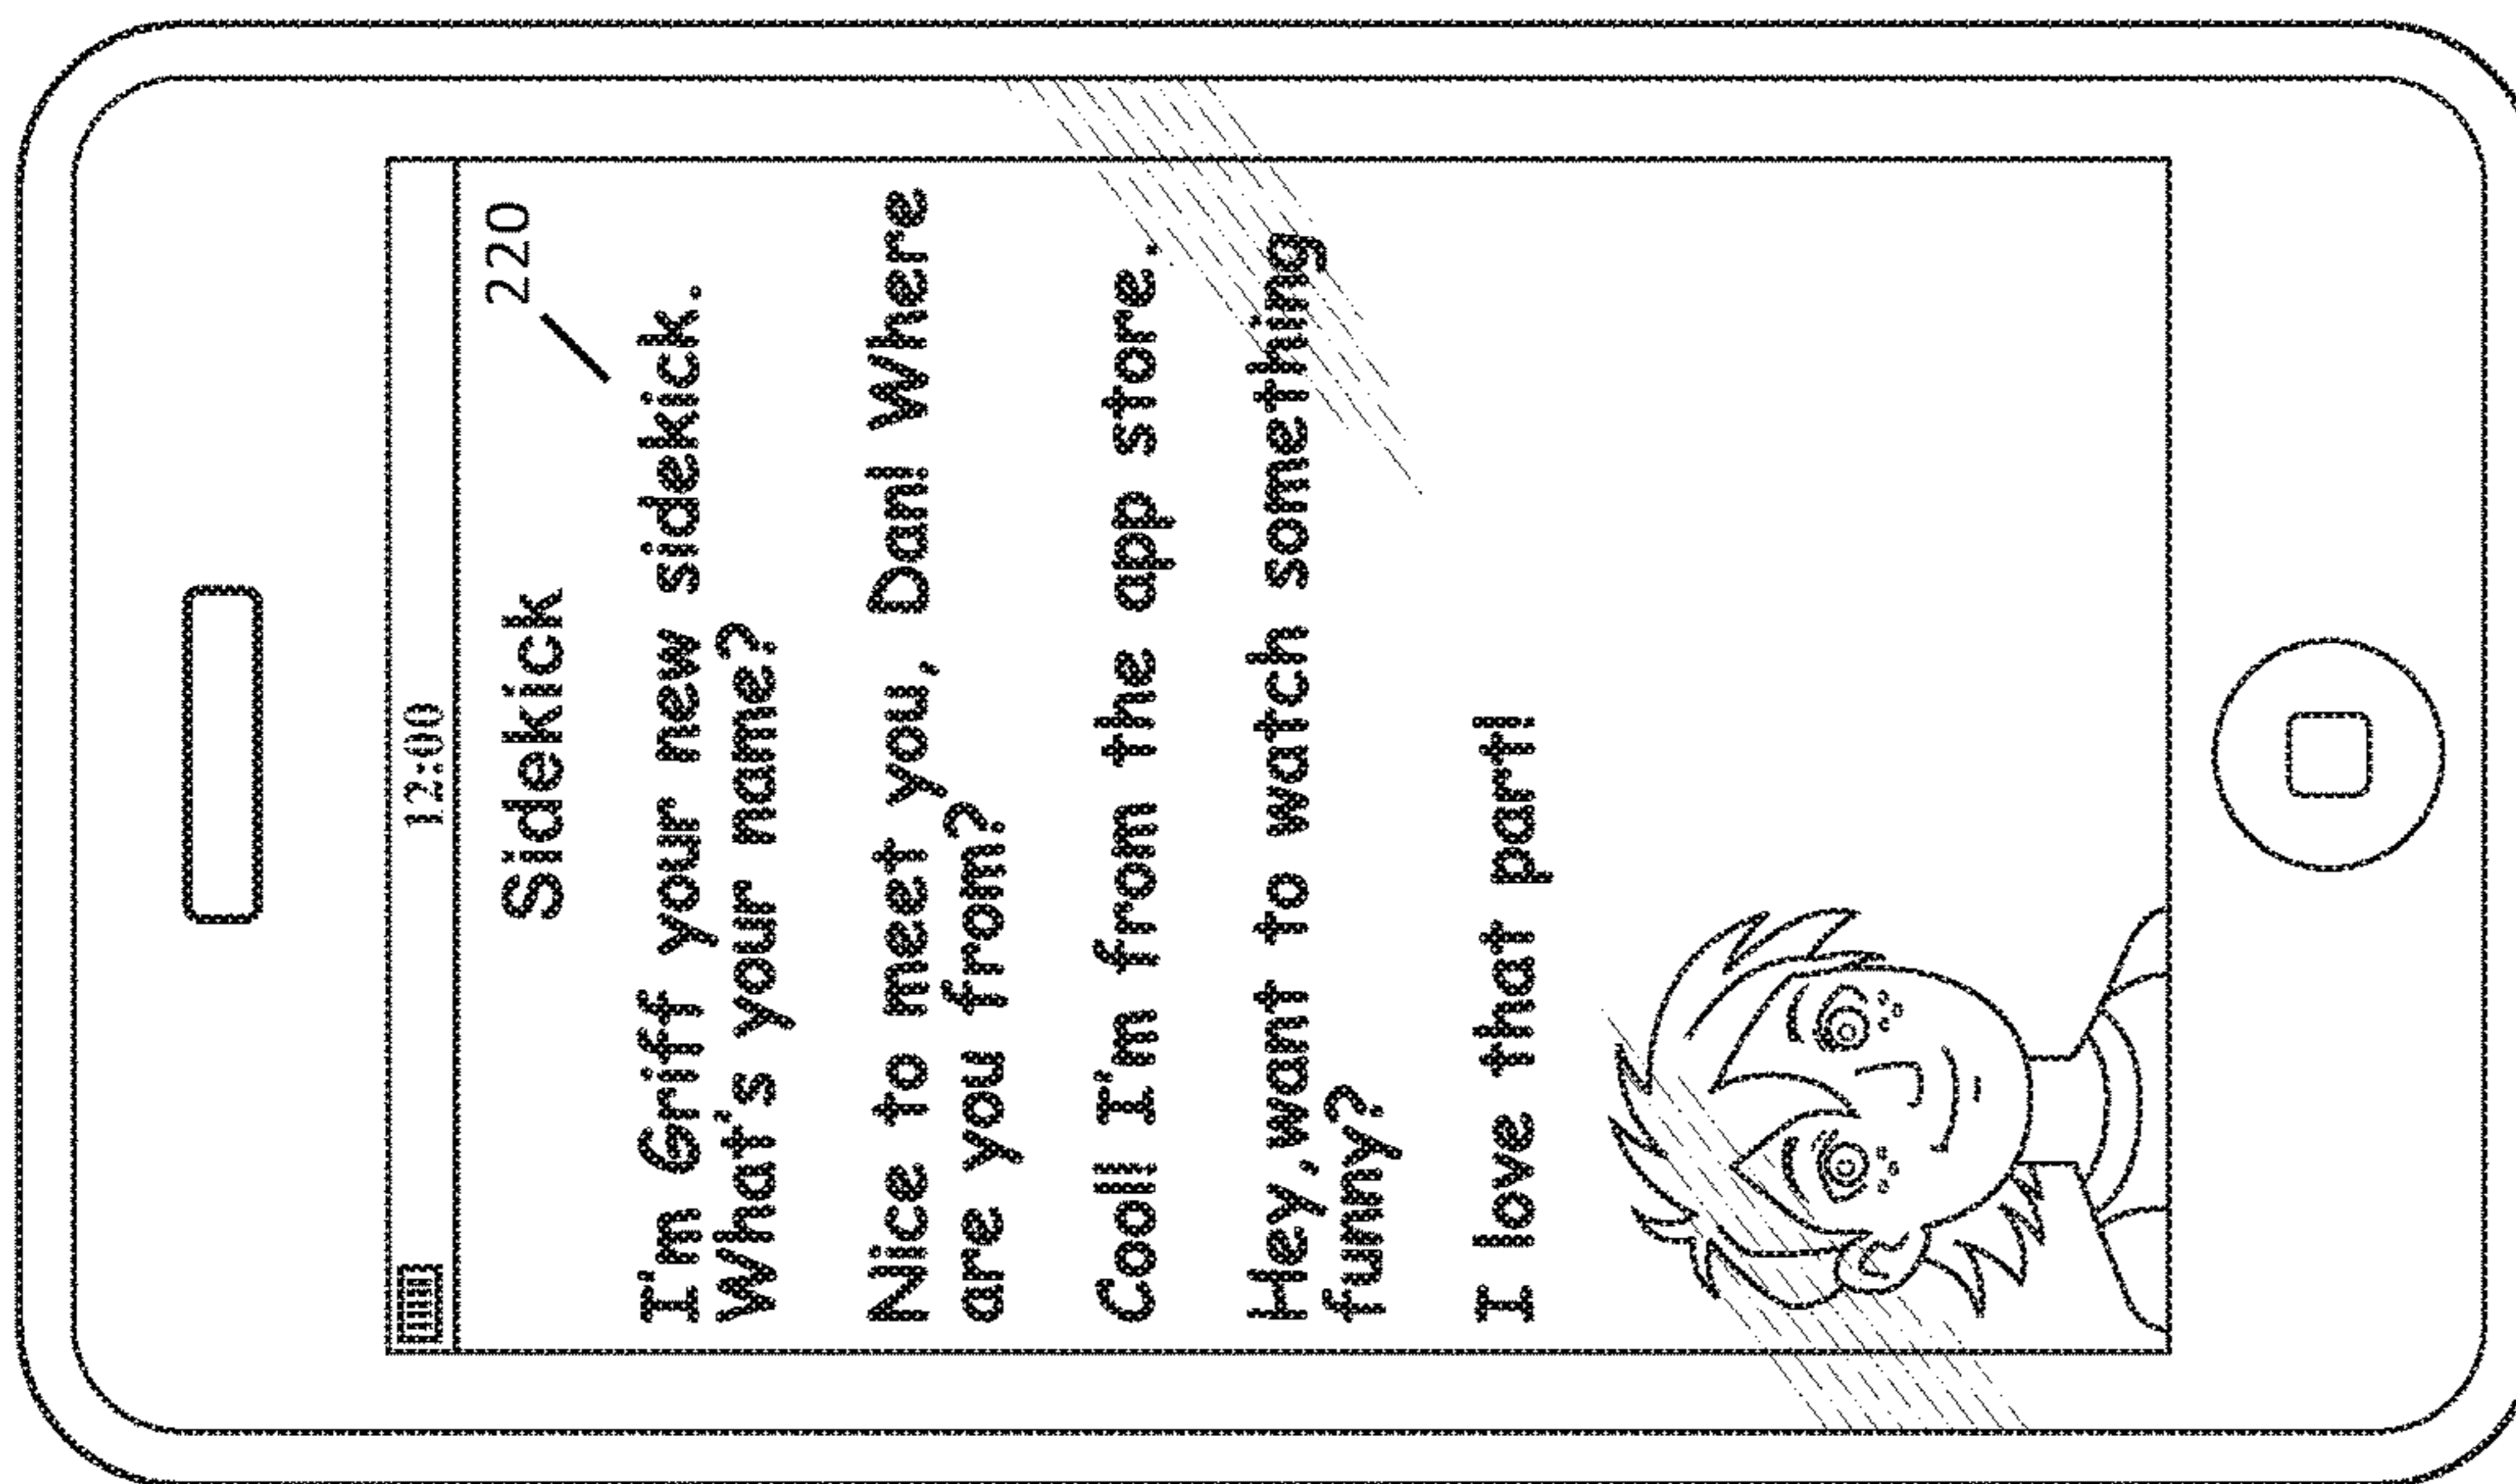 12:00
Sidekick
220
I'm Griff your new sidekick.
What's your name?
Nice to meet you, Dan! Where
are you from?
Cool! I'm from the app store.
Hey, want to watch something
funny?
I love that part!